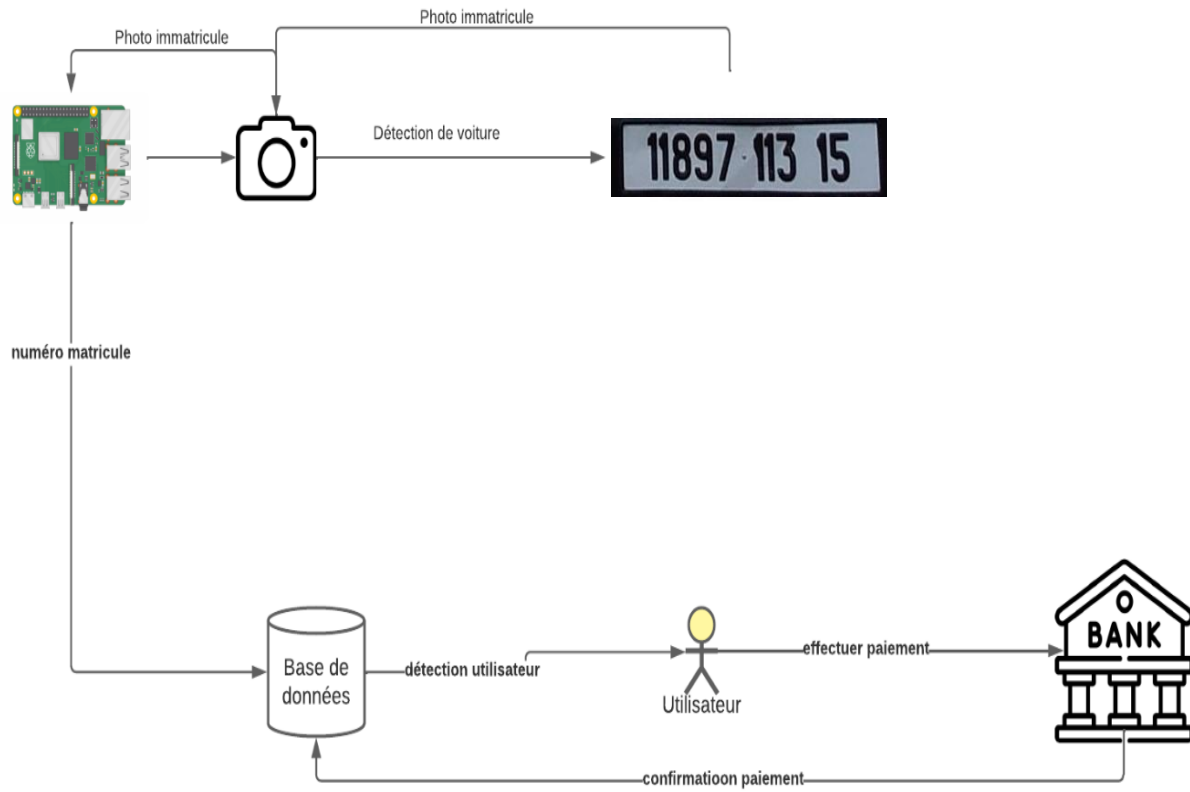 Photo immatricule
Photo immatricule
Détection de voiture
11897 113 15
numéro matricule
Base de
données
détection utilisateur
Utilisateur
effectuer paiement
BANK
confirmatioon paiement